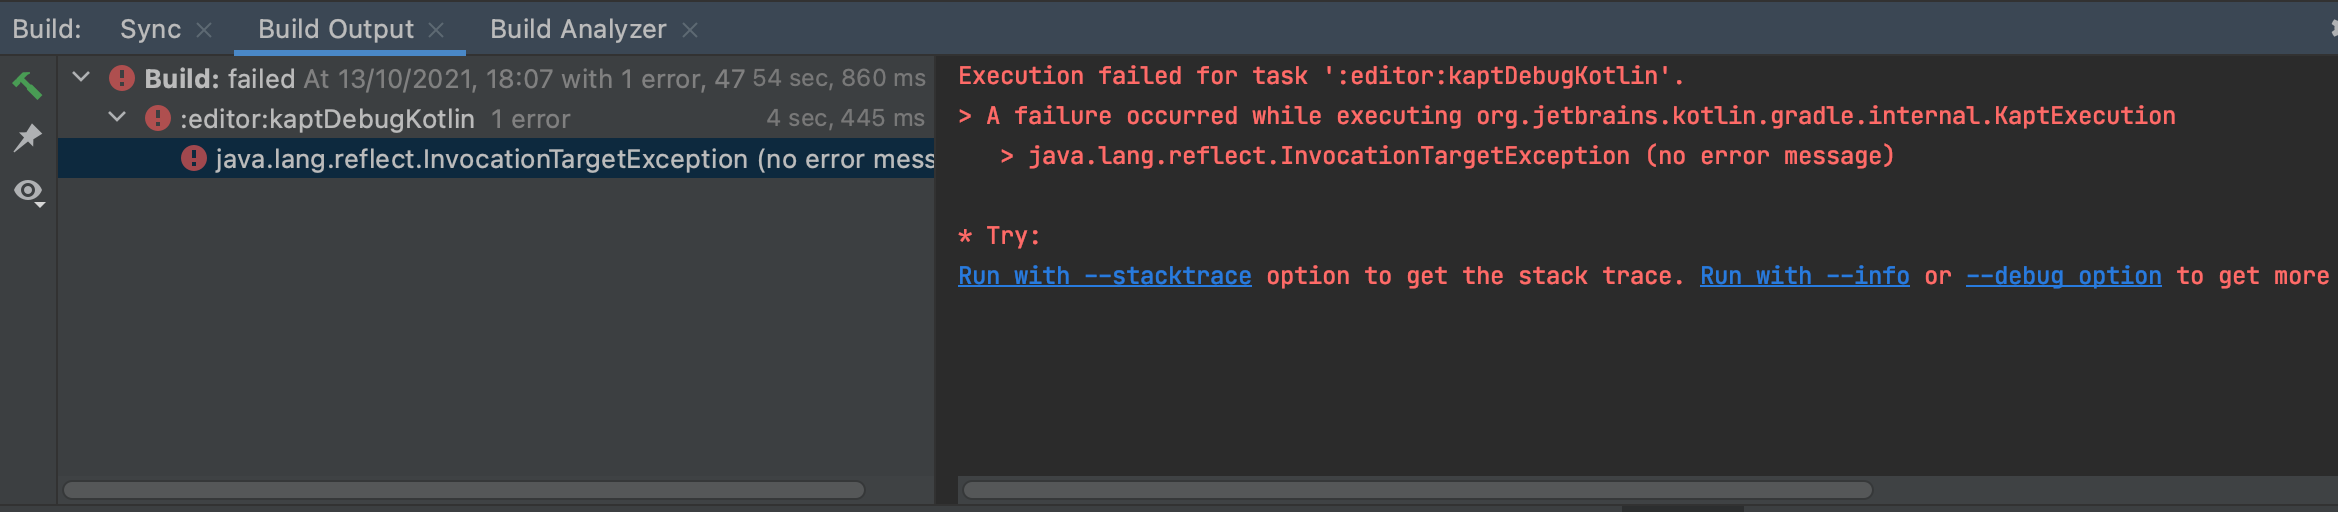 Build: Sync Build Output Build Analyzer
Build: failed At 13/10/2021, 18:07 with 1 error, 47 54 sec, 860 ms
:editor:kaptDebugKotlin 1 error 4 sec, 445 ms
java.lang.reflect.InvocationTargetException (no error mess
Execution failed for task ':editor:kaptDebugKotlin'.
> A failure occurred while executing org.jetbrains.kotlin.gradle.internal.KaptExecution
> java.lang.reflect.InvocationTargetException (no error message)
* Try:
Run with --stacktrace option to get the stack trace. Run with --info or --debug option to get more